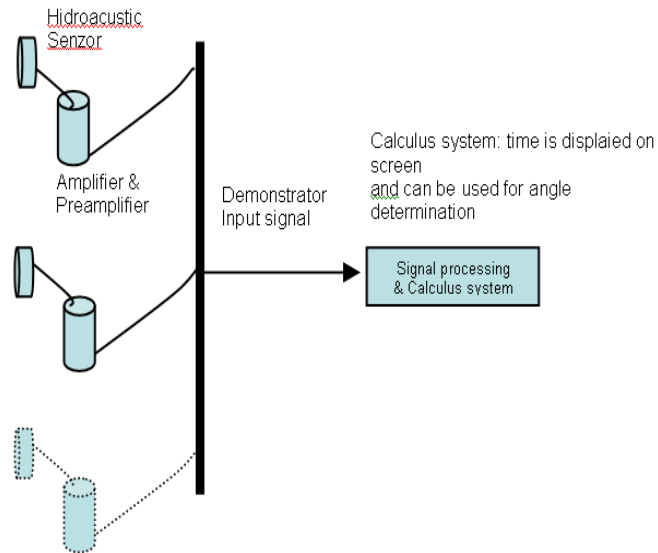 Hidroacustic
Senzor
Amplifier &
Preamplifier
Demonstrator
Input signal
Calculus system: time is displaied on
screen
and can be used for angle
determination
Signal processing
& Calculus system